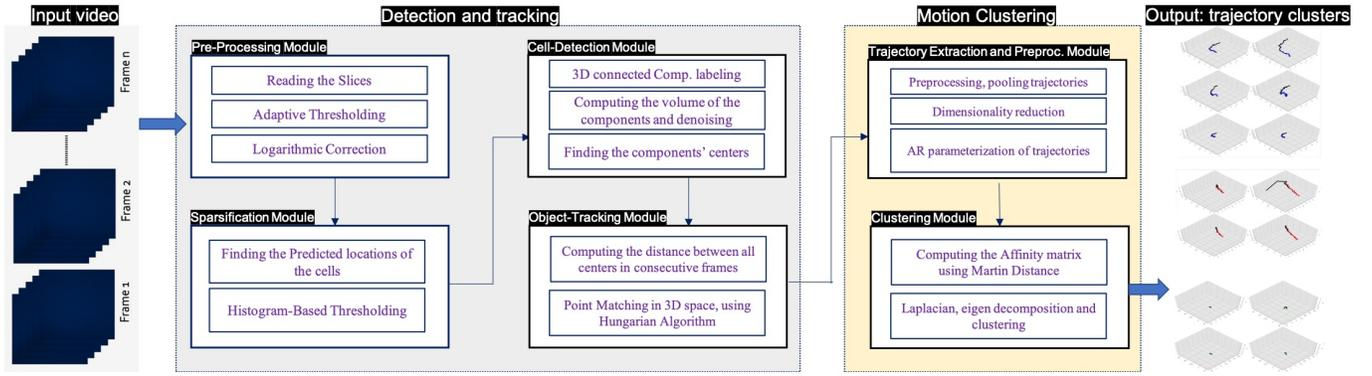 Input video
Frame n
Frame 2
Frame 1
Detection and tracking
Pre-Processing Module
Reading the Slices
Adaptive Thresholding
Logarithmic Correction
Sparsification Module
Finding the Predicted locations of
the cells
Histogram-Based Thresholding
Cell-Detection Module
3D connected Comp. labeling
Computing the volume of the
components and denoising
Finding the components’ centers
Object-Tracking Module
Computing the distance between all
centers in consecutive frames
Point Matching in 3D space, using
Hungarian Algorithm
Motion Clustering
Trajectory Extraction and Preproc. Module
Preprocessing, pooling trajectories
Dimensionality reduction
AR parameterization of trajectories
Clustering Module
Computing the Affinity matrix
using Martin Distance
Laplacian, eigen decomposition and
clustering
Output: trajectory clusters